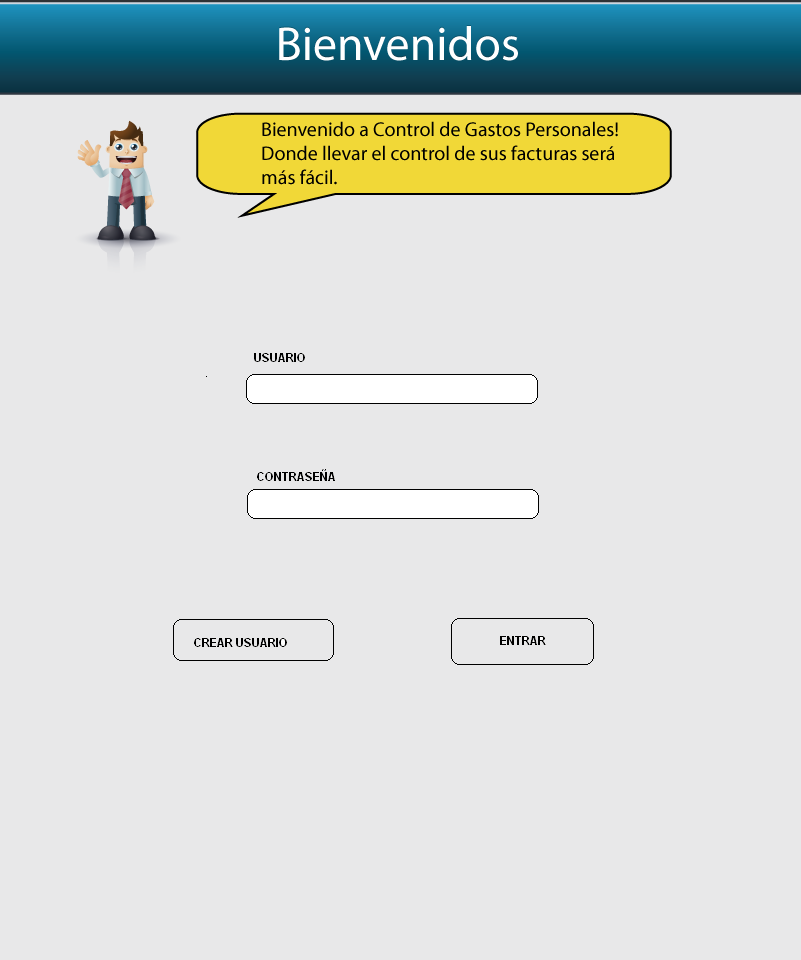 Bienvenidos
Bienvenido a Control de Gastos Personales!
Donde llevar el control de sus facturas será
más fácil.
USUARIO
CONTRASEÑA
CREAR USUARIO
ENTRAR